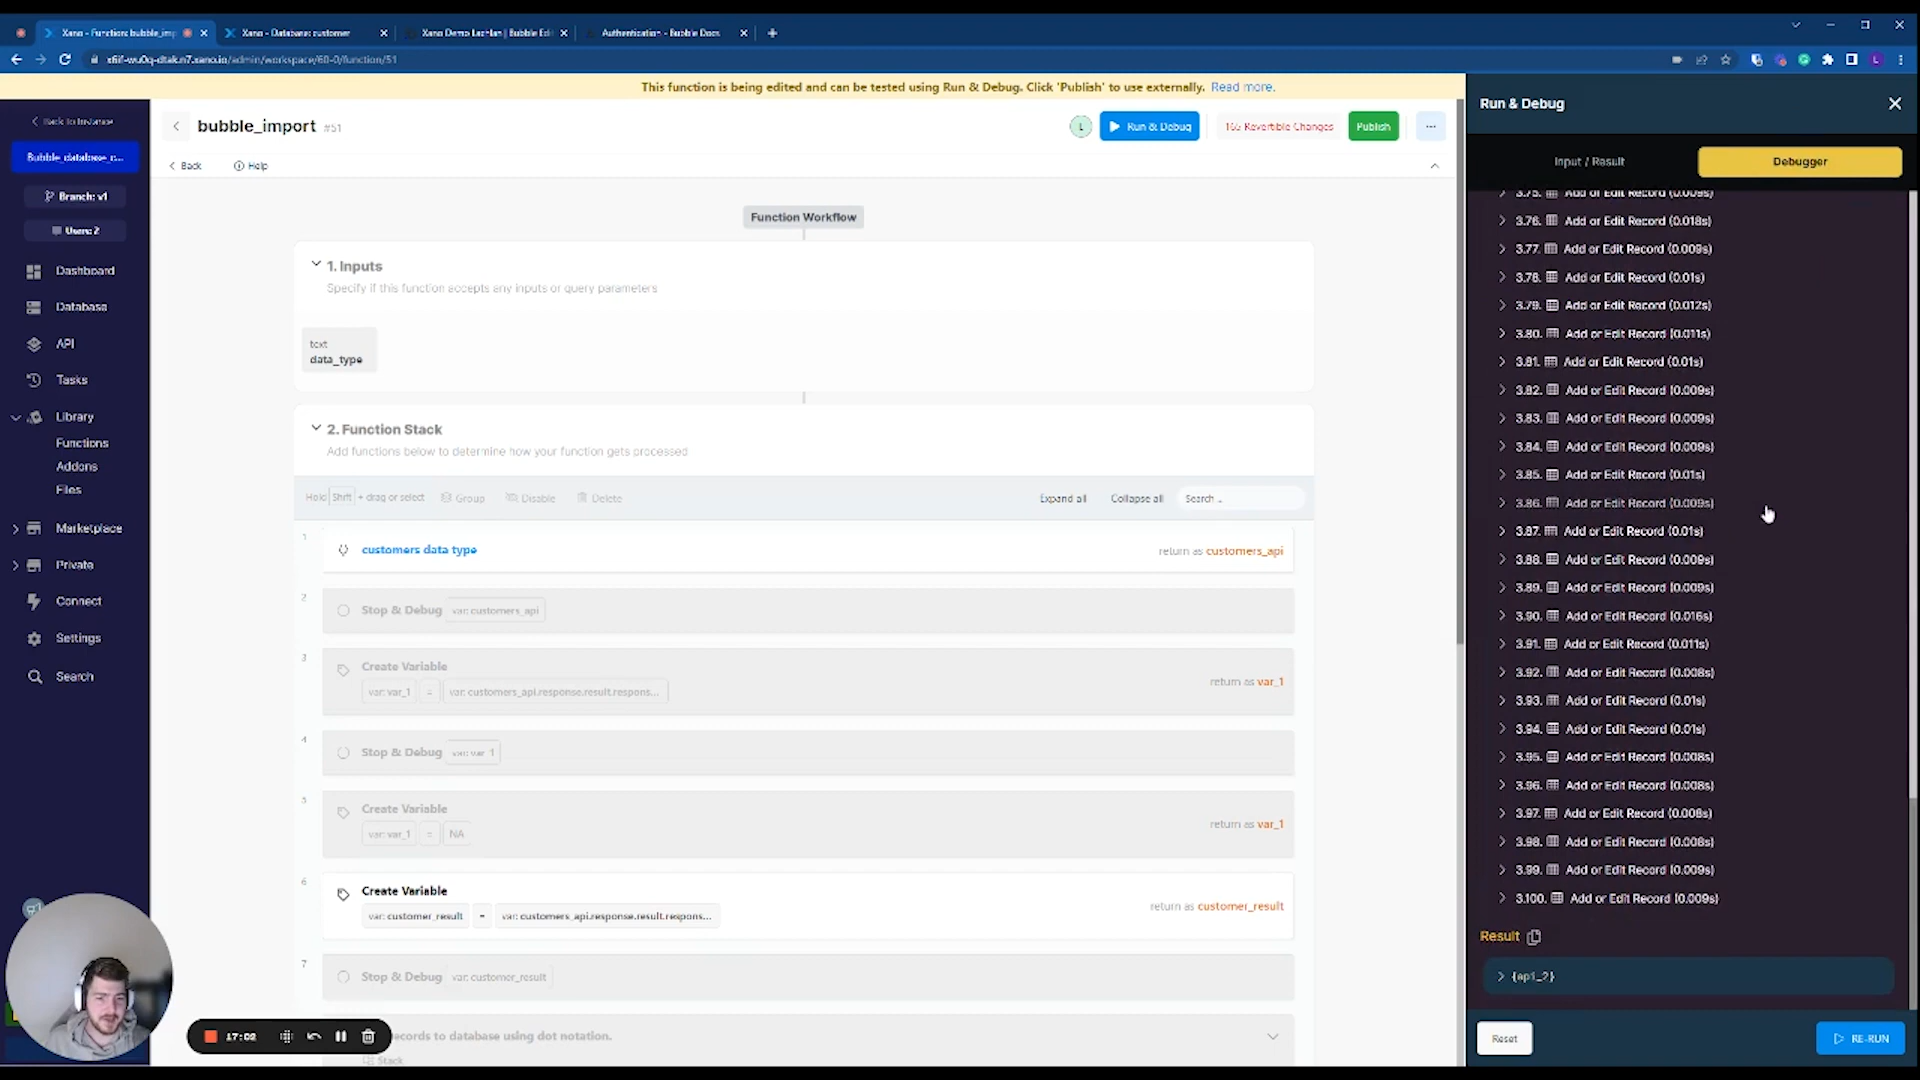 Xano - Function: bubble_imp
Xano - Database: customer
Xano Demo Lachlan | Bubble Edi
Authentication - Bubble Docs
x6if-wu0q-dtak.n7.xano.io/admin/workspace/60-0/function/51
This function is being edited and can be tested using Run & Debug. Click 'Publish' to use externally. Read more.
Back to Instance
Bubble_database_c...
Branch: v1
Users: 2
Dashboard
Database
API
Tasks
Library
Functions
Addons
Files
Marketplace
Private
Connect
Settings
Search
bubble_import #51
L
Run & Debug
165 Revertible Changes
Publish
...
Back
Help
Function Workflow
1. Inputs
Specify if this function accepts any inputs or query parameters
text
data_type
2. Function Stack
Add functions below to determine how your function gets processed
Hold Shift + drag or select
Group
Disable
Delete
Expand all
Collapse all
Search ..
1
customers data type
return as customers_api
2
Stop & Debug var: customers_api
3
Create Variable
var: var_1 = var: customers_api.response.result.respons...
return as var_1
4
Stop & Debug var: var_1
5
Create Variable
var: var_1 = NA
return as var_1
6
Create Variable
var: customer_result = var: customers_api.response.result.respons...
return as customer_result
7
Stop & Debug var: customer_result
ecords to database using dot notation.
Stack
17:02
Run & Debug
Input / Result
Debugger
3.75. Add or Edit Record (0.009s)
3.76. Add or Edit Record (0.018s)
3.77. Add or Edit Record (0.009s)
3.78. Add or Edit Record (0.01s)
3.79. Add or Edit Record (0.012s)
3.80. Add or Edit Record (0.011s)
3.81. Add or Edit Record (0.01s)
3.82. Add or Edit Record (0.009s)
3.83. Add or Edit Record (0.009s)
3.84. Add or Edit Record (0.009s)
3.85. Add or Edit Record (0.01s)
3.86. Add or Edit Record (0.009s)
3.87. Add or Edit Record (0.01s)
3.88. Add or Edit Record (0.009s)
3.89. Add or Edit Record (0.009s)
3.90. Add or Edit Record (0.016s)
3.91. Add or Edit Record (0.011s)
3.92. Add or Edit Record (0.008s)
3.93. Add or Edit Record (0.01s)
3.94. Add or Edit Record (0.01s)
3.95. Add or Edit Record (0.008s)
3.96. Add or Edit Record (0.008s)
3.97. Add or Edit Record (0.008s)
3.98. Add or Edit Record (0.008s)
3.99. Add or Edit Record (0.009s)
3.100. Add or Edit Record (0.009s)
Result
{api_2}
Reset
RE-RUN